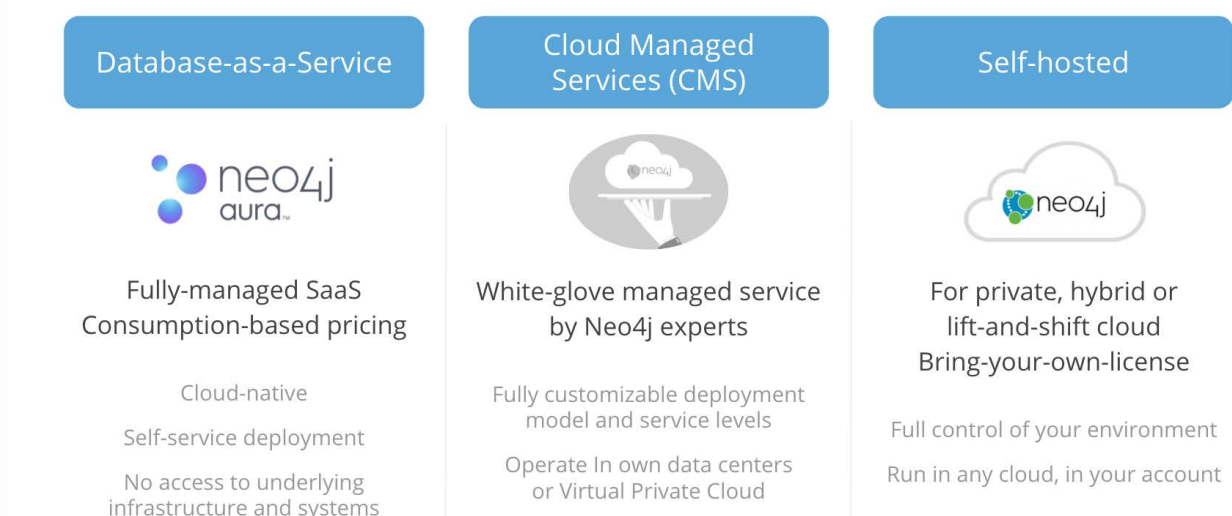 Database-as-a-Service
neo4j
aura™
Fully-managed SaaS
Consumption-based pricing
Cloud-native
Self-service deployment
No access to underlying
infrastructure and systems
Cloud Managed
Services (CMS)
neo4j
White-glove managed service
by Neo4j experts
Fully customizable deployment
model and service levels
Operate In own data centers
or Virtual Private Cloud
Self-hosted
neo4j
For private, hybrid or
lift-and-shift cloud
Bring-your-own-license
Full control of your environment
Run in any cloud, in your account